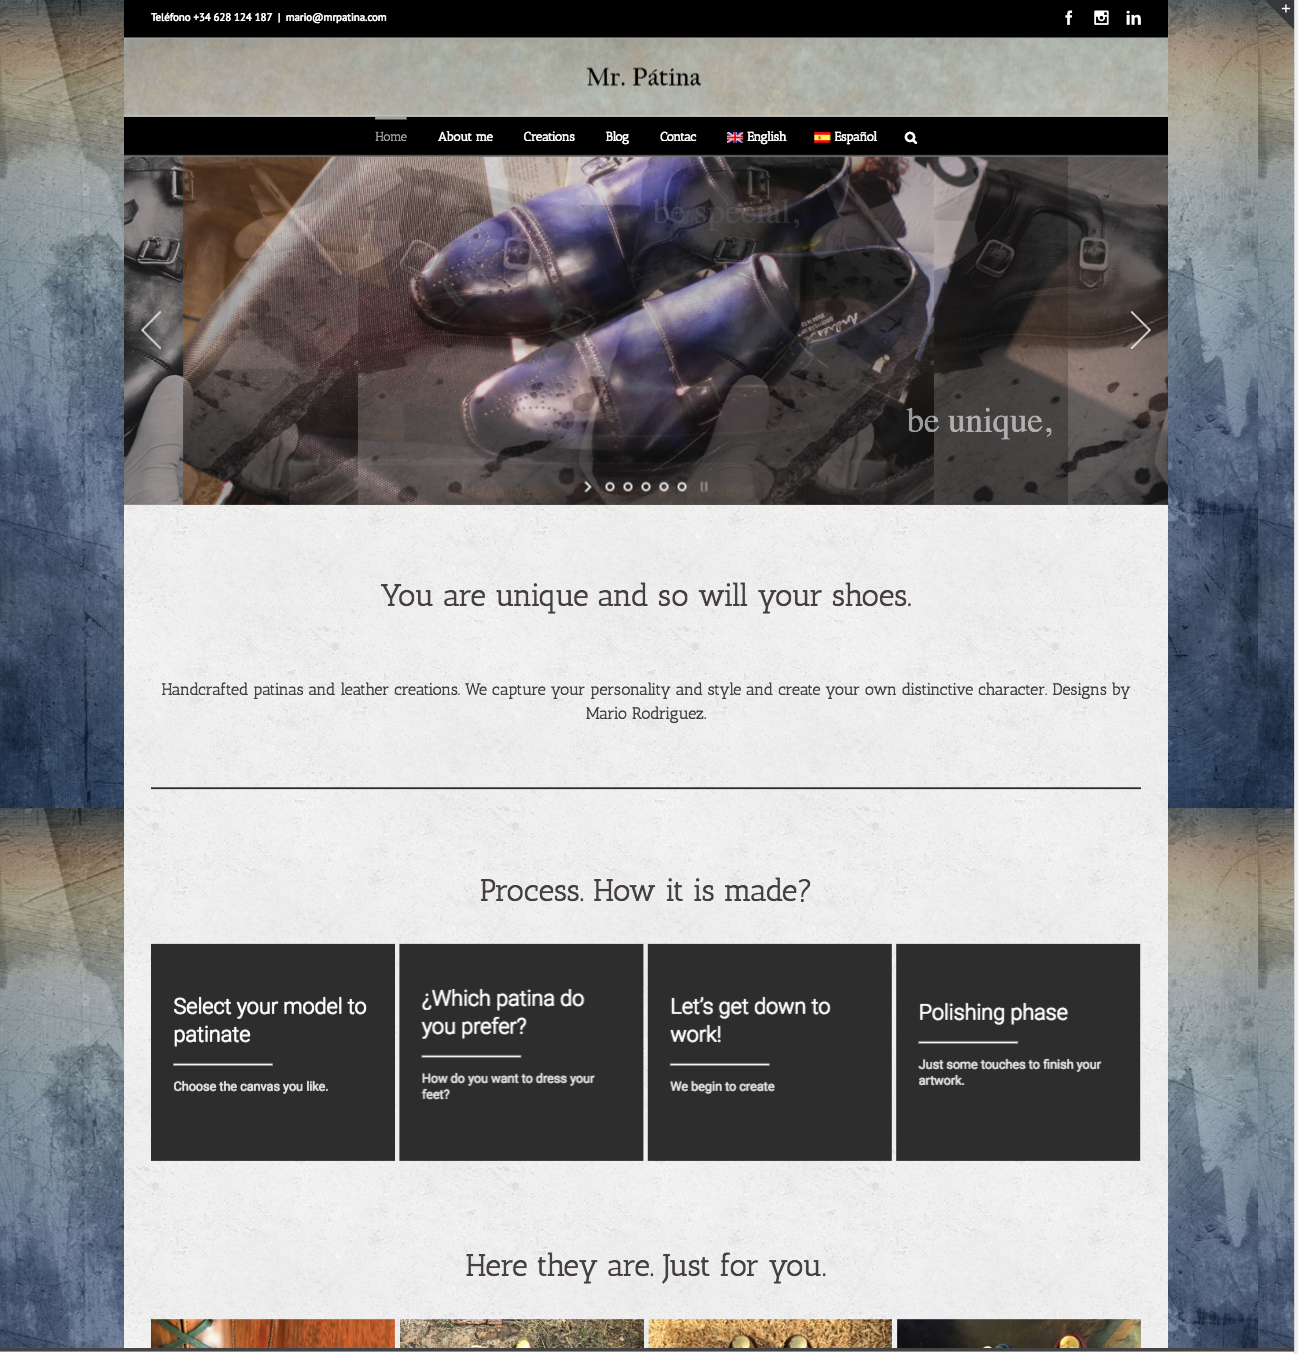 Teléfono +34 628 124 187 | mario@mrpatina.com
Mr. Pátina
Home About me Creations Blog Contac English Español
be special,
be unique,
You are unique and so will your shoes.
Handcrafted patinas and leather creations. We capture your personality and style and create your own distinctive character. Designs by
Mario Rodriguez.
Process. How it is made?
Select your model to
patinate
Choose the canvas you like.
¿Which patina do
you prefer?
How do you want to dress your
feet?
Let's get down to
work!
We begin to create
Polishing phase
Just some touches to finish your
artwork.
Here they are. Just for you.